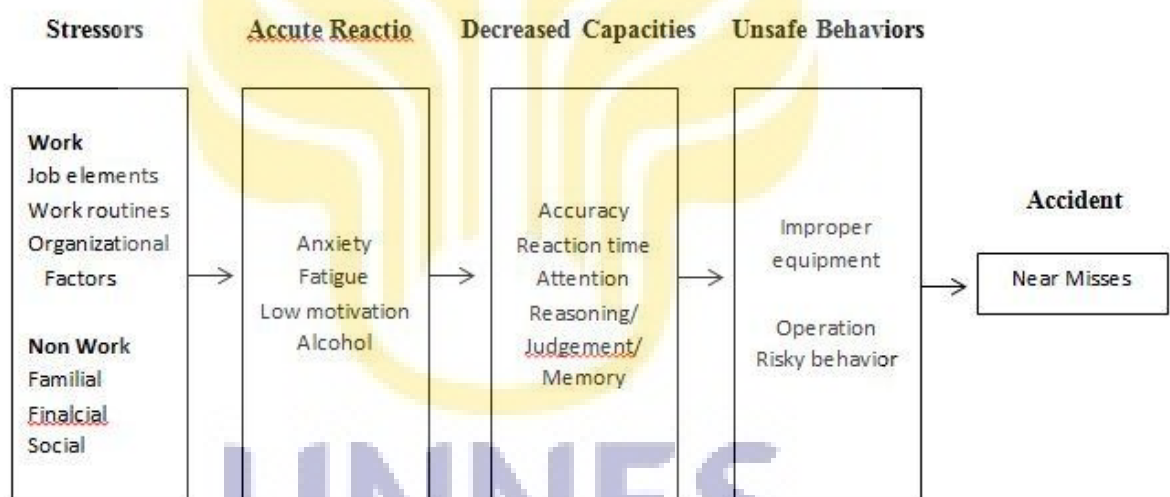 Stressors
Accute Reactio
Decreased Capacities
Unsafe Behaviors
Work
Job elements
Work routines
Organizational
Factors
Non Work
Familial
Finalcial
Social
Anxiety
Fatigue
Low motivation
Alcohol
Accuracy
Reaction time
Attention
Reasoning/
Judgement/
Memory
Improper
equipment
Operation
Risky behavior
Accident
Near Misses
UNNES